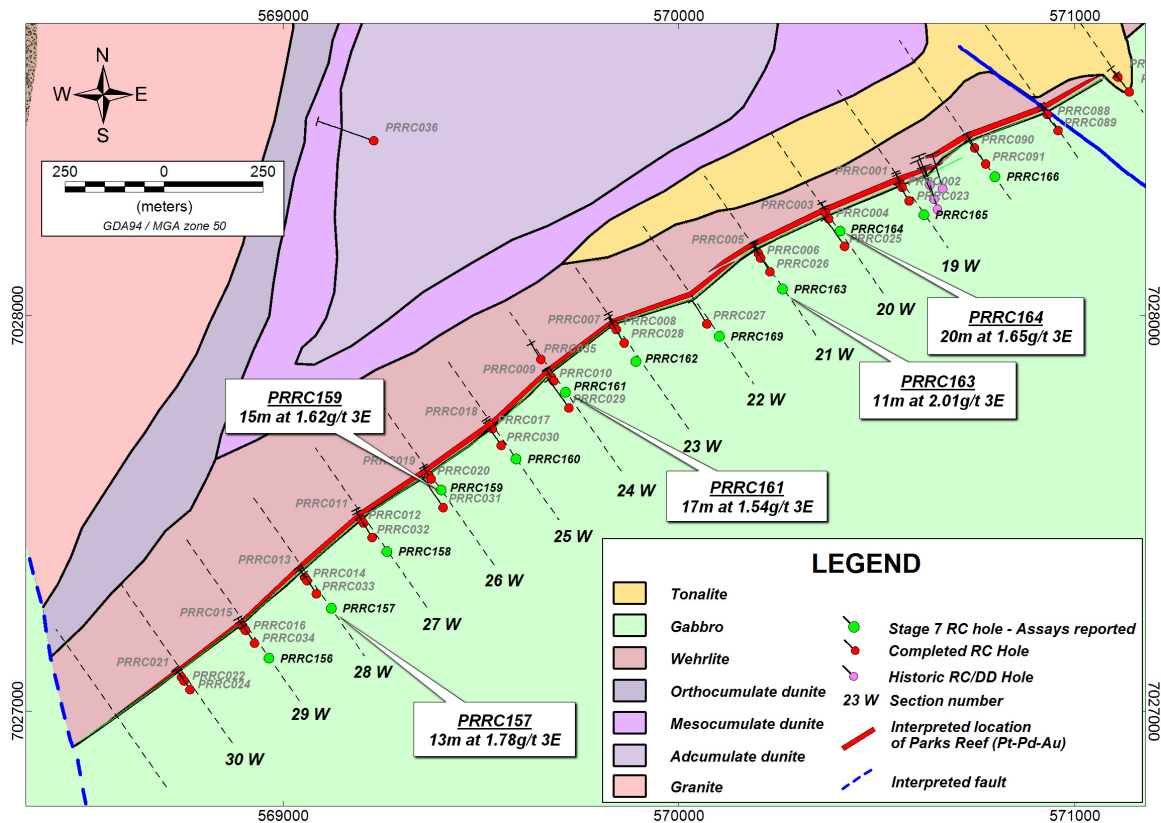 569000
570000
571000
N
W
E
S
250
0
250
(meters)
GDA94 / MGA zone 50
PRRC036
PRRC088
PRRC089
PRRC090
PRRC091
PRRC166
PRRC001
PRRC002
PRRC023
PRRC165
PRRC003
PRRC004
PRRC164
PRRC025
PRRC005
PRRC006
PRRC026
PRRC163
19 W
20 W
PRRC164
20m at 1.65g/t 3E
7028000
7028000
PRRC007
PRRC008
PRRC028
PRRC027
PRRC169
21 W
PRRC162
PRRC035
PRRC009
PRRC010
PRRC161
PRRC029
22 W
PRRC163
11m at 2.01g/t 3E
PRRC159
15m at 1.62g/t 3E
PRRC018
PRRC017
PRRC030
PRRC160
23 W
PRRC019
PRRC020
PRRC159
PRRC031
24 W
PRRC161
17m at 1.54g/t 3E
PRRC011
PRRC012
PRRC032
PRRC158
25 W
PRRC013
PRRC014
PRRC033
PRRC157
26 W
PRRC015
PRRC016
PRRC034
PRRC156
27 W
PRRC021
PRRC022
PRRC024
28 W
29 W
30 W
PRRC157
13m at 1.78g/t 3E
7027000
7027000
LEGEND
Tonalite
Gabbro
Wehrlite
Orthocumulate dunite
Mesocumulate dunite
Adcumulate dunite
Granite
Stage 7 RC hole - Assays reported
Completed RC Hole
Historic RC/DD Hole
23 W
Section number
Interpreted location
of Parks Reef (Pt-Pd-Au)
Interpreted fault
569000
570000
571000